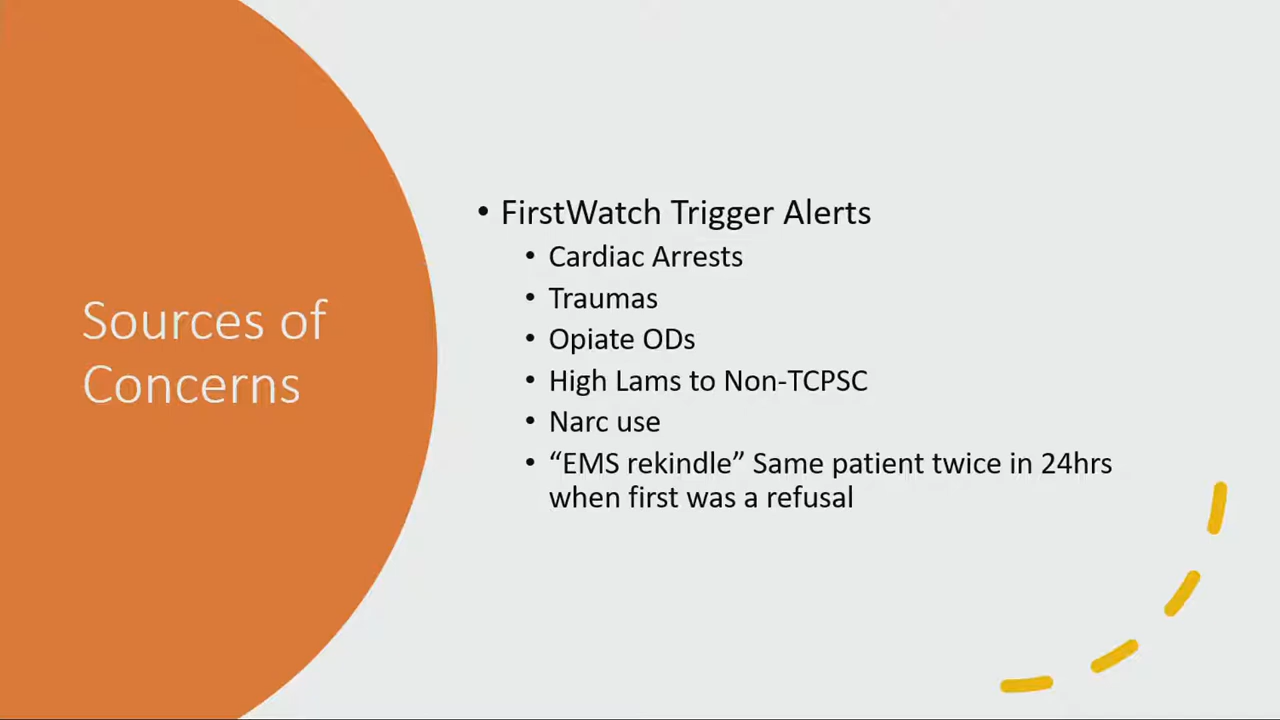 Sources of
Concerns
• FirstWatch Trigger Alerts
• Cardiac Arrests
• Traumas
• Opiate ODs
• High Lams to Non-TCPSC
• Narc use
• “EMS rekindle” Same patient twice in 24hrs
when first was a refusal